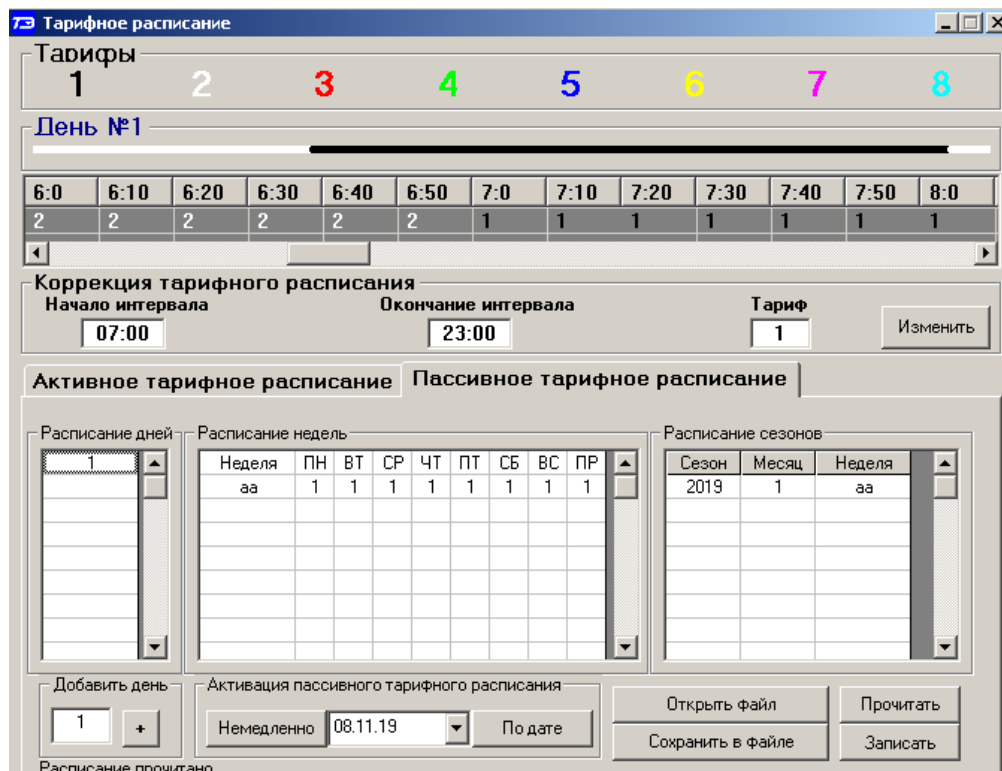 ТЭ Тарифное расписание
Тарифы
1 2 3 4 5 6 7 8
День №1
6:0 6:10 6:20 6:30 6:40 6:50 7:0 7:10 7:20 7:30 7:40 7:50 8:0
2 2 2 2 2 2 1 1 1 1 1 1 1
Коррекция тарифного расписания
Начало интервала Окончание интервала Тариф
07:00 23:00 1 Изменить
Активное тарифное расписание Пассивное тарифное расписание
Расписание дней Расписание недель Расписание сезонов
1 Неделя ПН ВТ СР ЧТ ПТ СБ ВС ПР Сезон Месяц Неделя
аа 1 1 1 1 1 1 1 1 2019 1 аа
Добавить день Активация пассивного тарифного расписания
Открыть файл Прочитать
1 + Немедленно 08.11.19 По дате
Сохранить в файле Записать
Расписание прочитано